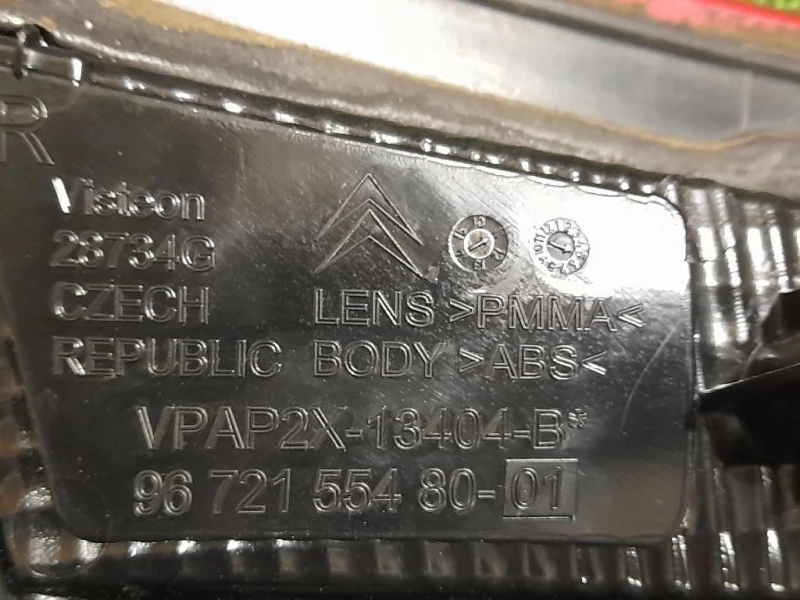 R
Visteon
23734G
CZECH
REPUBLIC
LENS >PMMA<
BODY >ABS<
VPAP2X-13404-B*
96 721 554 80-01